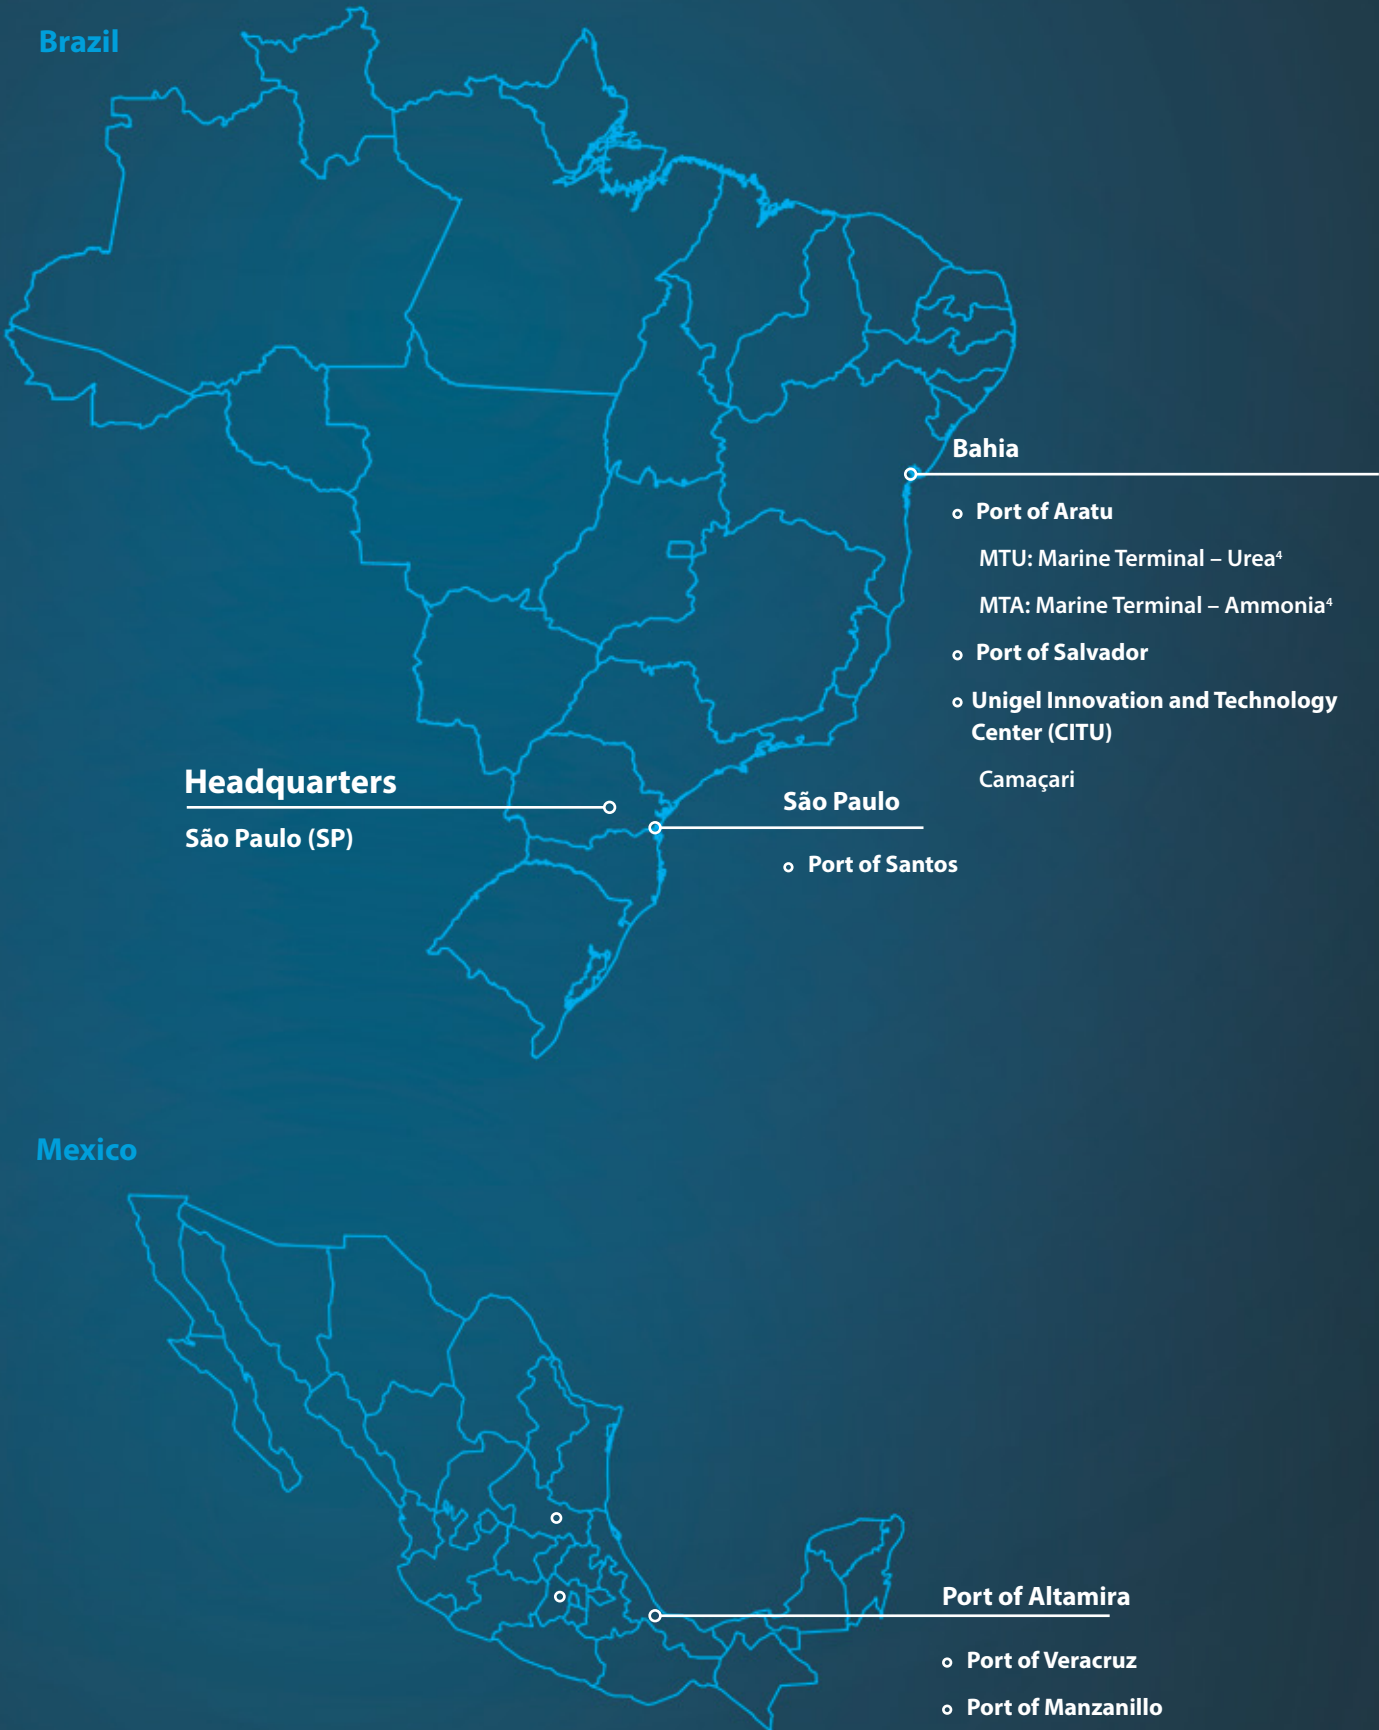 Brazil
Bahia
Port of Aratu
MTU: Marine Terminal – Urea⁴
MTA: Marine Terminal – Ammonia⁴
Port of Salvador
Unigel Innovation and Technology
Center (CITU)
Camaçari
Headquarters
São Paulo (SP)
São Paulo
Port of Santos
Mexico
Port of Altamira
Port of Veracruz
Port of Manzanillo